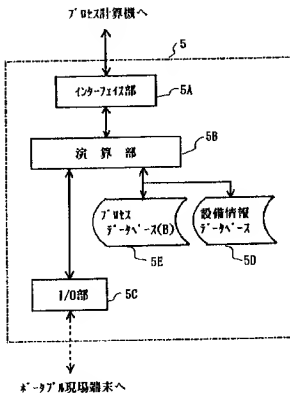 ﾌﾟﾛｾｽ計算機へ
5
ｲﾝﾀｰﾌｪｲｽ部
5A
演算部
5B
ﾌﾟﾛｾｽ
ﾃﾞｰﾀﾍﾞｰｽ(B)
5E
設備情報
ﾃﾞｰﾀﾍﾞｰｽ
5D
I/O部
5C
ﾎﾟｰﾀﾌﾞﾙ現場端末へ